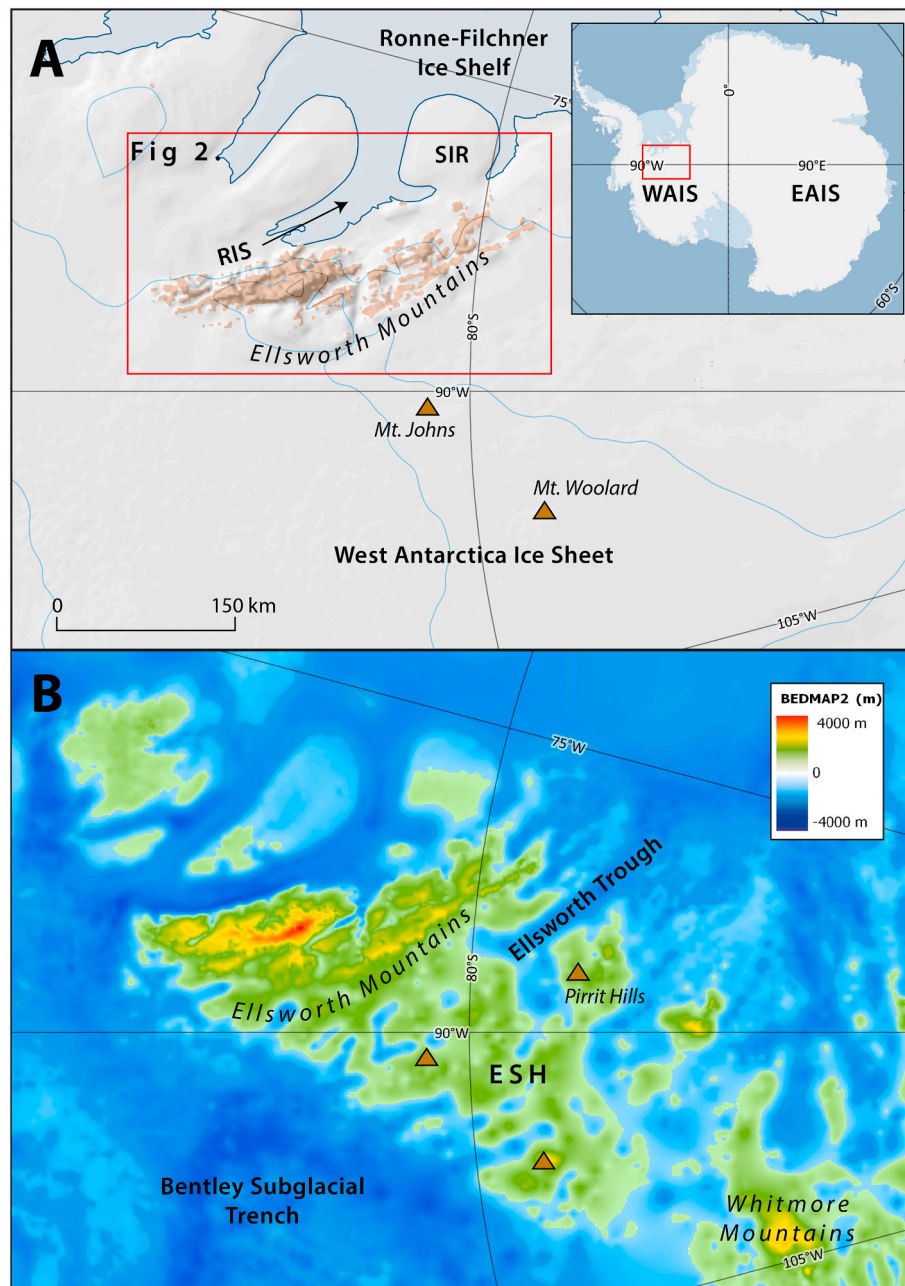 A
Ronne-Filchner
Ice Shelf
75°
Fig 2.
SIR
RIS
Ellsworth Mountains
80°S
90°W
Mt. Johns
Mt. Woolard
West Antarctica Ice Sheet
0
150 km
105°W
0°
90°W
90°E
WAIS
EAIS
60°S
B
BEDMAP2 (m)
4000 m
0
-4000 m
75°W
Ellsworth Trough
Ellsworth Mountains
80°S
Pirrit Hills
90°W
ESH
Bentley Subglacial
Trench
Whitmore
Mountains
105°W